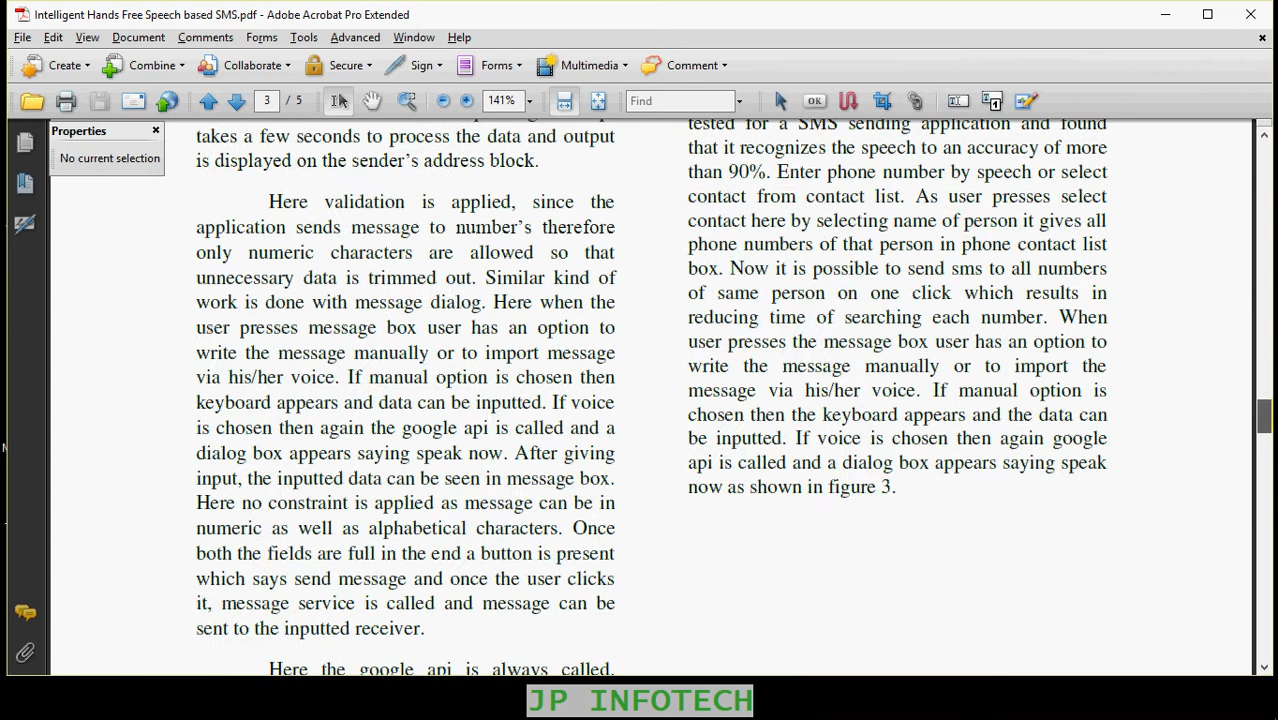 Intelligent Hands Free Speech based SMS.pdf - Adobe Acrobat Pro Extended
File Edit View Document Comments Forms Tools Advanced Window Help
Create Combine Collaborate Secure Sign Forms Multimedia Comment
3 / 5 141% Find
Properties
No current selection
takes a few seconds to process the data and output
is displayed on the sender's address block.
Here validation is applied, since the
application sends message to number's therefore
only numeric characters are allowed so that
unnecessary data is trimmed out. Similar kind of
work is done with message dialog. Here when the
user presses message box user has an option to
write the message manually or to import message
via his/her voice. If manual option is chosen then
keyboard appears and data can be inputted. If voice
is chosen then again the google api is called and a
dialog box appears saying speak now. After giving
input, the inputted data can be seen in message box.
Here no constraint is applied as message can be in
numeric as well as alphabetical characters. Once
both the fields are full in the end a button is present
which says send message and once the user clicks
it, message service is called and message can be
sent to the inputted receiver.
Here the google api is always called,
tested for a SMS sending application and found
that it recognizes the speech to an accuracy of more
than 90%. Enter phone number by speech or select
contact from contact list. As user presses select
contact here by selecting name of person it gives all
phone numbers of that person in phone contact list
box. Now it is possible to send sms to all numbers
of same person on one click which results in
reducing time of searching each number. When
user presses the message box user has an option to
write the message manually or to import the
message via his/her voice. If manual option is
chosen then the keyboard appears and the data can
be inputted. If voice is chosen then again google
api is called and a dialog box appears saying speak
now as shown in figure 3.
JP INFOTECH